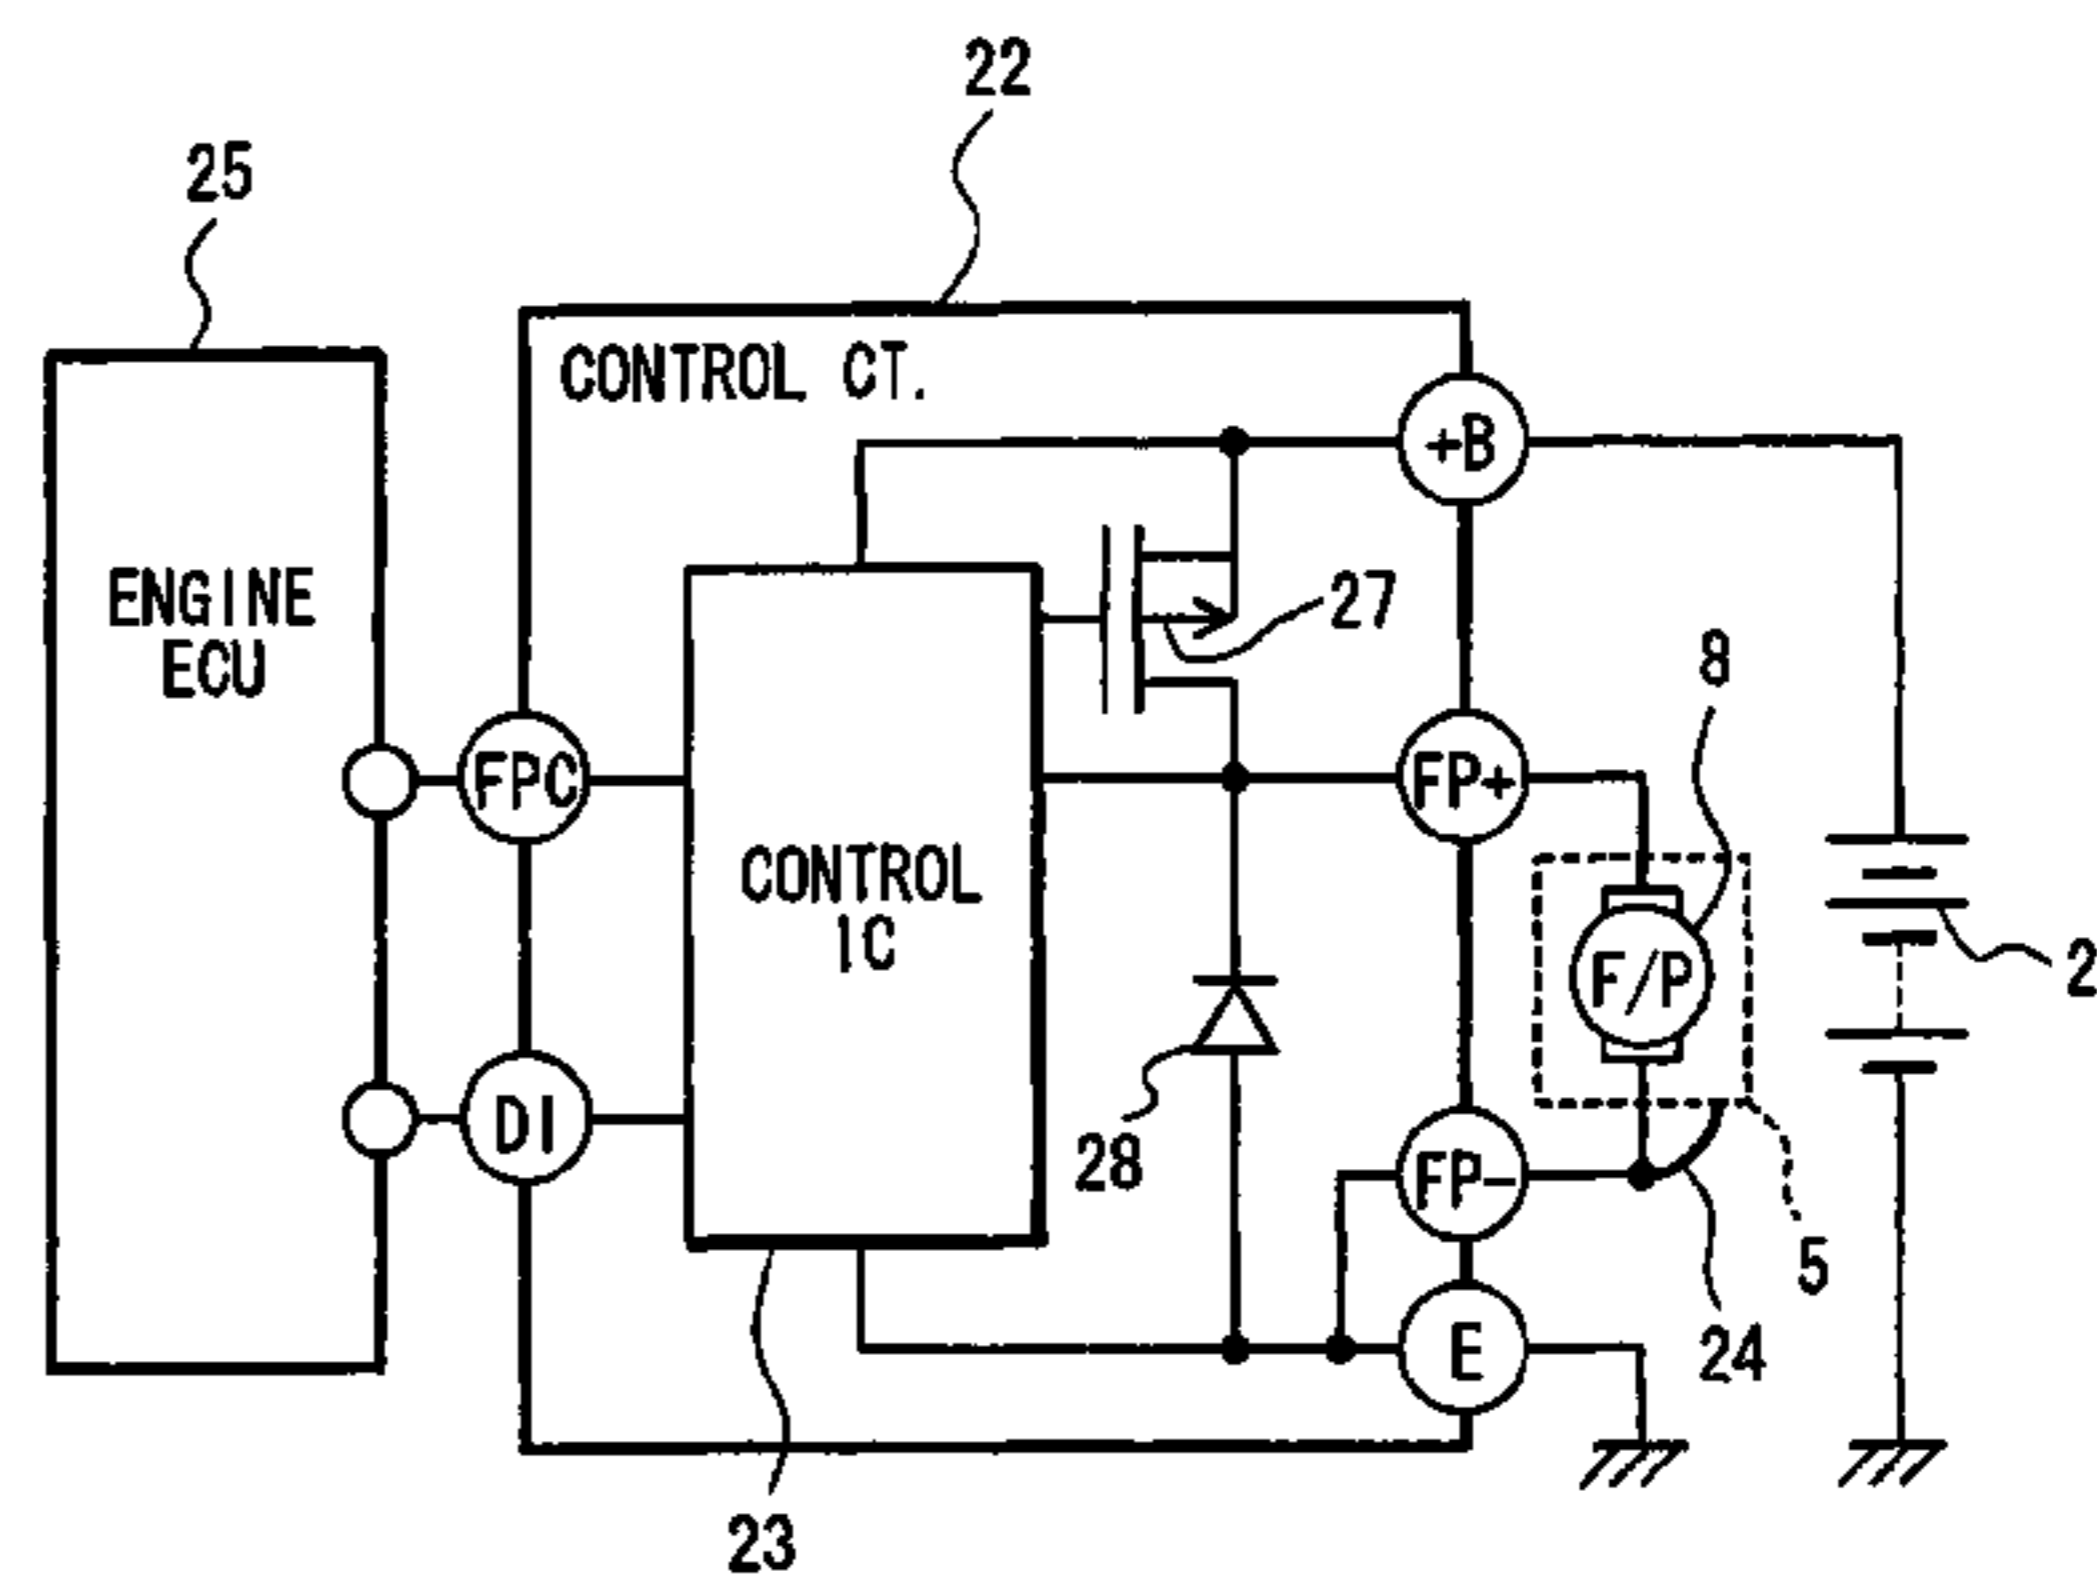 22
25
CONTROL CT.
+B
ENGINE
ECU
27
8
FPC
FP+
CONTROL
IC
F/P
2
DI
28
FP-
5
E
24
23